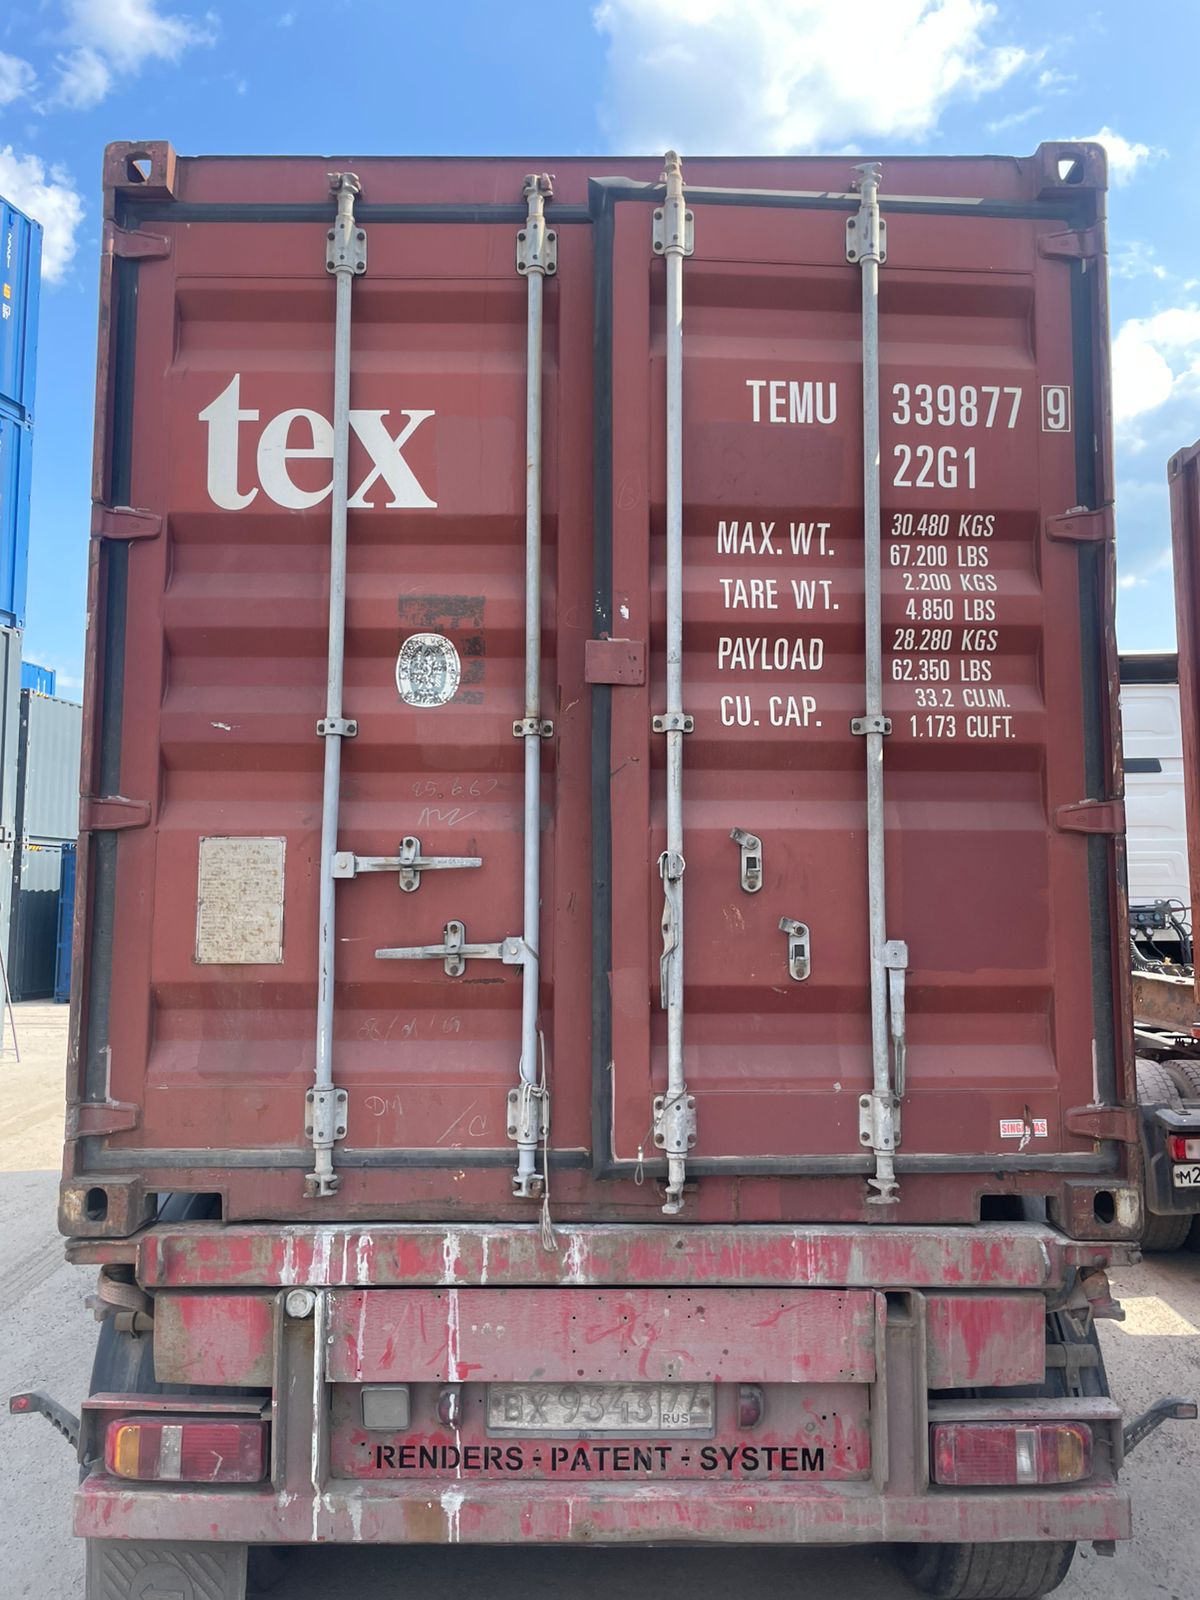 tex
TEMU 339877 9
22G1
MAX. WT. 30.480 KGS
67.200 LBS
TARE WT. 2.200 KGS
4.850 LBS
PAYLOAD 28.280 KGS
62.350 LBS
CU. CAP. 33.2 CU.M.
1.173 CU.FT.
DM
BX 9343 77
RUS
RENDERS - PATENT - SYSTEM